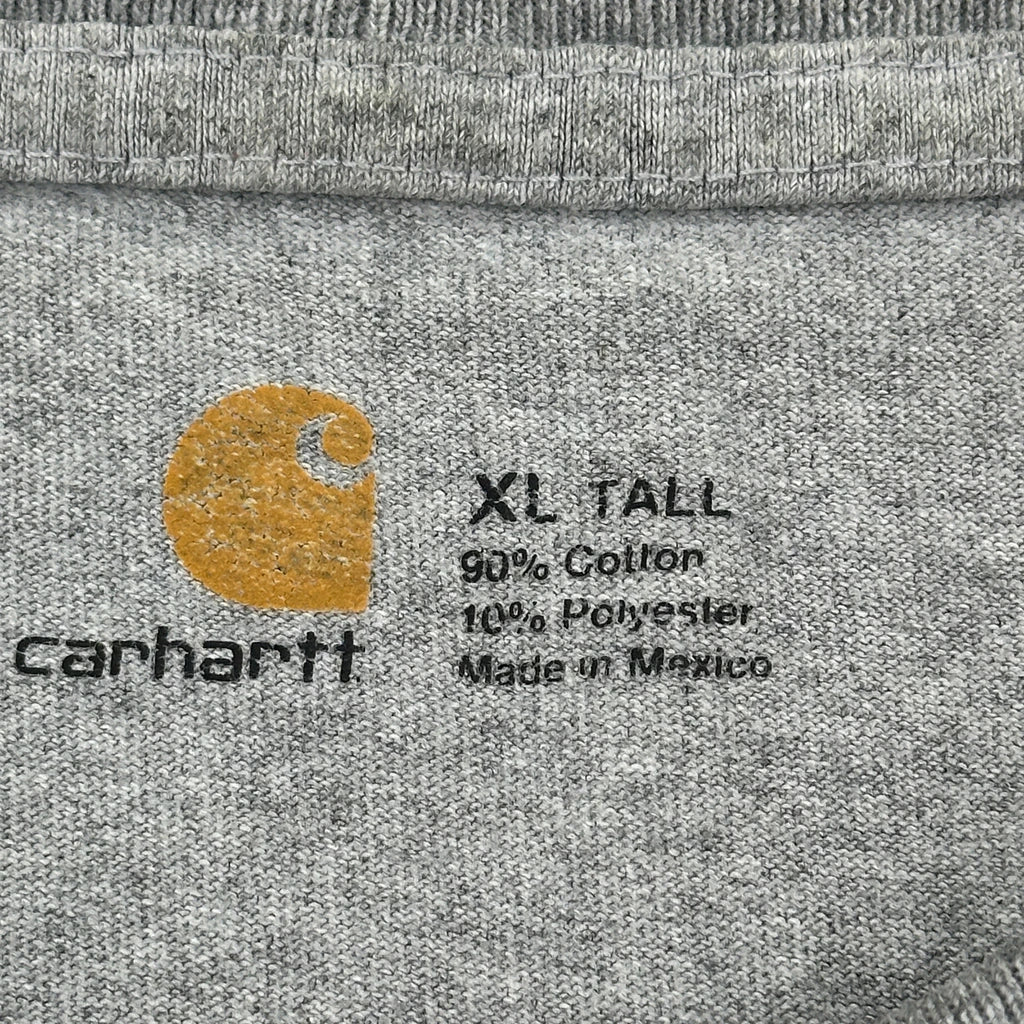 carhartt
XL TALL
90% Cotton
10% Polyester
Made in Mexico